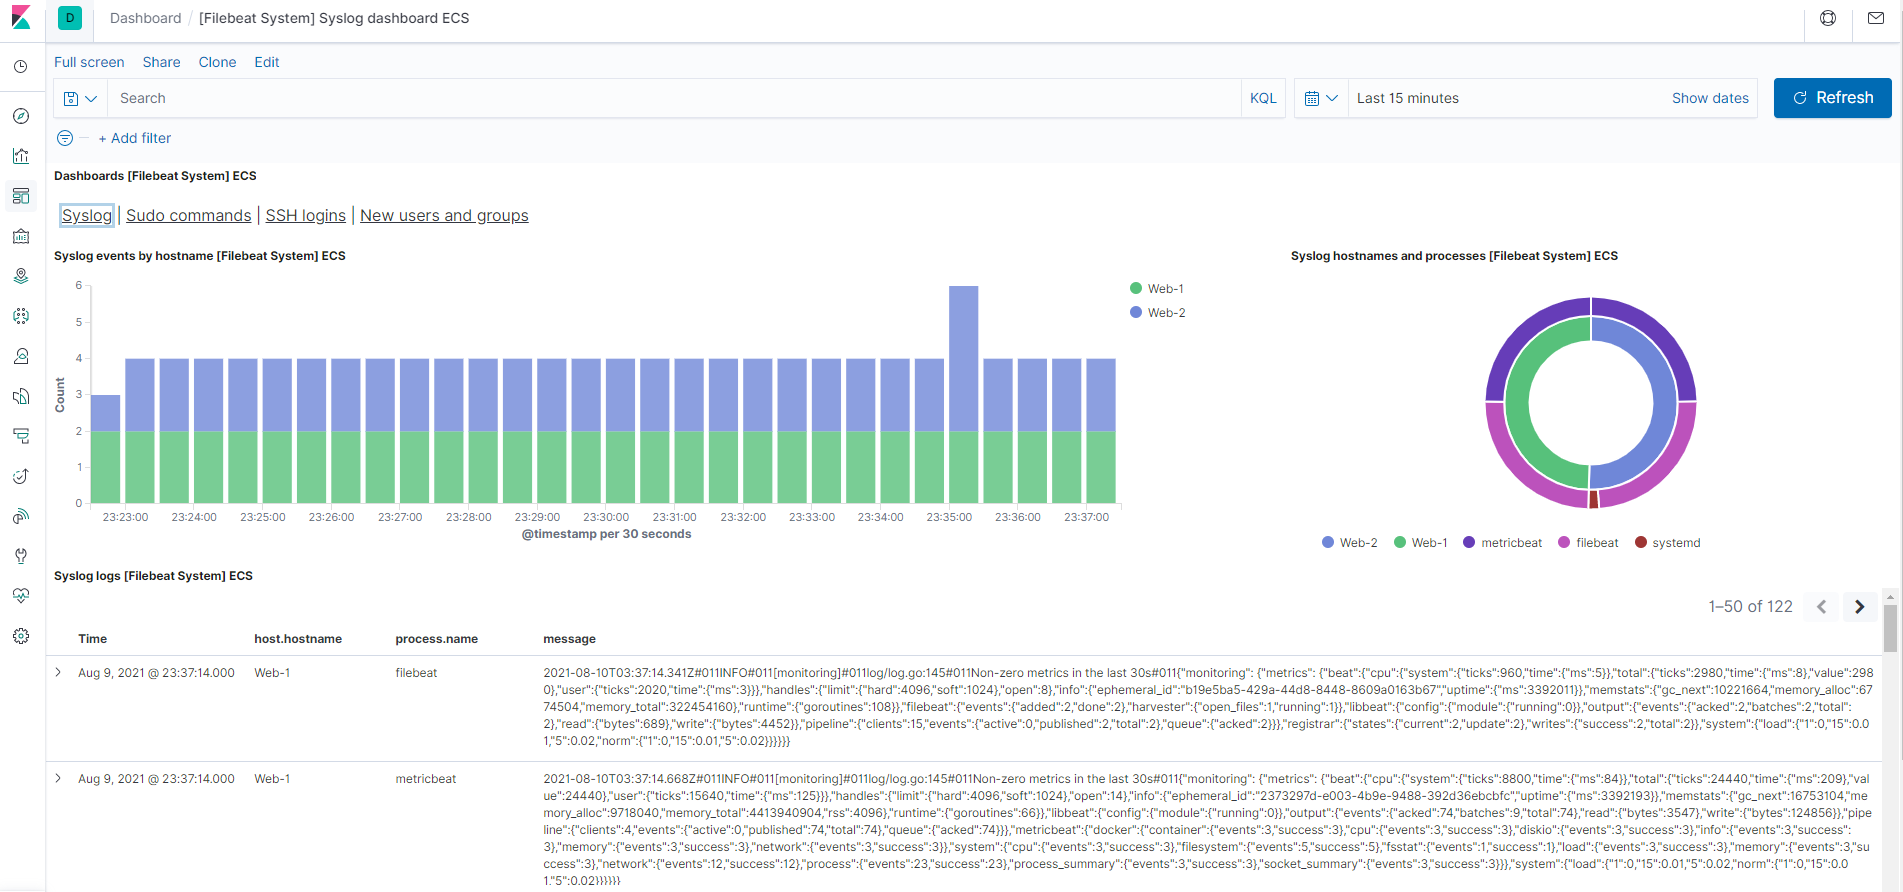 D
Dashboard / [Filebeat System] Syslog dashboard ECS
Full screen Share Clone Edit
Search KQL Last 15 minutes Show dates Refresh
+ Add filter
Dashboards [Filebeat System] ECS
Syslog | Sudo commands | SSH logins | New users and groups
Syslog events by hostname [Filebeat System] ECS
6
5
4
3
2
1
0
Count
23:23:00 23:24:00 23:25:00 23:26:00 23:27:00 23:28:00 23:29:00 23:30:00 23:31:00 23:32:00 23:33:00 23:34:00 23:35:00 23:36:00 23:37:00
@timestamp per 30 seconds
Web-1
Web-2
Syslog hostnames and processes [Filebeat System] ECS
Web-2 Web-1 metricbeat filebeat systemd
Syslog logs [Filebeat System] ECS
1–50 of 122
Time host.hostname process.name message
Aug 9, 2021 @ 23:37:14.000 Web-1 filebeat 2021-08-10T03:37:14.341Z#011INFO#011[monitoring]#011log/log.go:145#011Non-zero metrics in the last 30s#011{"monitoring": {"metrics": {"beat":{"cpu":{"system":{"ticks":960,"time":{"ms":5}},"total":{"ticks":2980,"time":{"ms":8},"value":298
0},"user":{"ticks":2020,"time":{"ms":3}}},"handles":{"limit":{"hard":4096,"soft":1024},"open":8},"info":{"ephemeral_id":"b19e5ba5-429a-44d8-8448-8609a0163b67","uptime":{"ms":3392011}},"memstats":{"gc_next":10221664,"memory_alloc":6
774504,"memory_total":322454160},"runtime":{"goroutines":108}},"filebeat":{"events":{"added":2,"done":2},"harvester":{"open_files":1,"running":1}},"libbeat":{"config":{"module":{"running":0}},"output":{"events":{"acked":2,"batches":2,"total":
2},"read":{"bytes":689},"write":{"bytes":4452}},"pipeline":{"clients":15,"events":{"active":0,"published":2,"total":2},"queue":{"acked":2}}},"registrar":{"states":{"current":2,"update":2},"writes":{"success":2,"total":2}},"system":{"load":{"1":0,"15":0.0
1,"5":0.02,"norm":{"1":0,"15":0.01,"5":0.02}}}}}}
Aug 9, 2021 @ 23:37:14.000 Web-1 metricbeat 2021-08-10T03:37:14.668Z#011INFO#011[monitoring]#011log/log.go:145#011Non-zero metrics in the last 30s#011{"monitoring": {"metrics": {"beat":{"cpu":{"system":{"ticks":8800,"time":{"ms":84}},"total":{"ticks":24440,"time":{"ms":209},"val
ue":24440},"user":{"ticks":15640,"time":{"ms":125}}},"handles":{"limit":{"hard":4096,"soft":1024},"open":14},"info":{"ephemeral_id":"2373297d-e003-4b9e-9488-392d36ebcbfc","uptime":{"ms":3392193}},"memstats":{"gc_next":16753104,"me
mory_alloc":9718040,"memory_total":4413940904,"rss":4096},"runtime":{"goroutines":66}},"libbeat":{"config":{"module":{"running":0}},"output":{"events":{"acked":74,"batches":9,"total":74},"read":{"bytes":3547},"write":{"bytes":124856}},"pipe
line":{"clients":4,"events":{"active":0,"published":74,"total":74},"queue":{"acked":74}}},"metricbeat":{"docker":{"container":{"events":3,"success":3},"cpu":{"events":3,"success":3},"diskio":{"events":3,"success":3},"info":{"events":3,"success":
3},"memory":{"events":3,"success":3},"network":{"events":3,"success":3}},"system":{"cpu":{"events":3,"success":3},"filesystem":{"events":5,"success":5},"fsstat":{"events":1,"success":1},"load":{"events":3,"success":3},"memory":{"events":3,"su
ccess":3},"network":{"events":12,"success":12},"process":{"events":23,"success":23},"process_summary":{"events":3,"success":3},"socket_summary":{"events":3,"success":3}}},"system":{"load":{"1":0,"15":0.01,"5":0.02,"norm":{"1":0,"15":0.0
1,"5":0.02}}}}}}